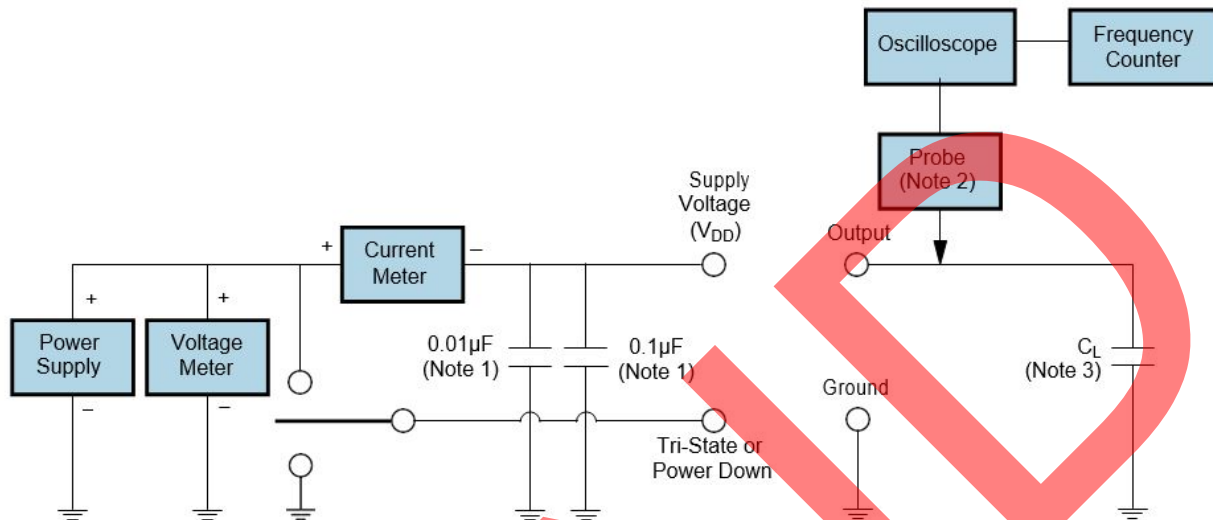 Oscilloscope
Frequency
Counter
Probe
(Note 2)
Supply
Voltage
(VDD)
Output
+
Current
Meter
–
+
Power
Supply
–
+
Voltage
Meter
–
0.01µF
(Note 1)
0.1µF
(Note 1)
CL
(Note 3)
Ground
Tri-State or
Power Down